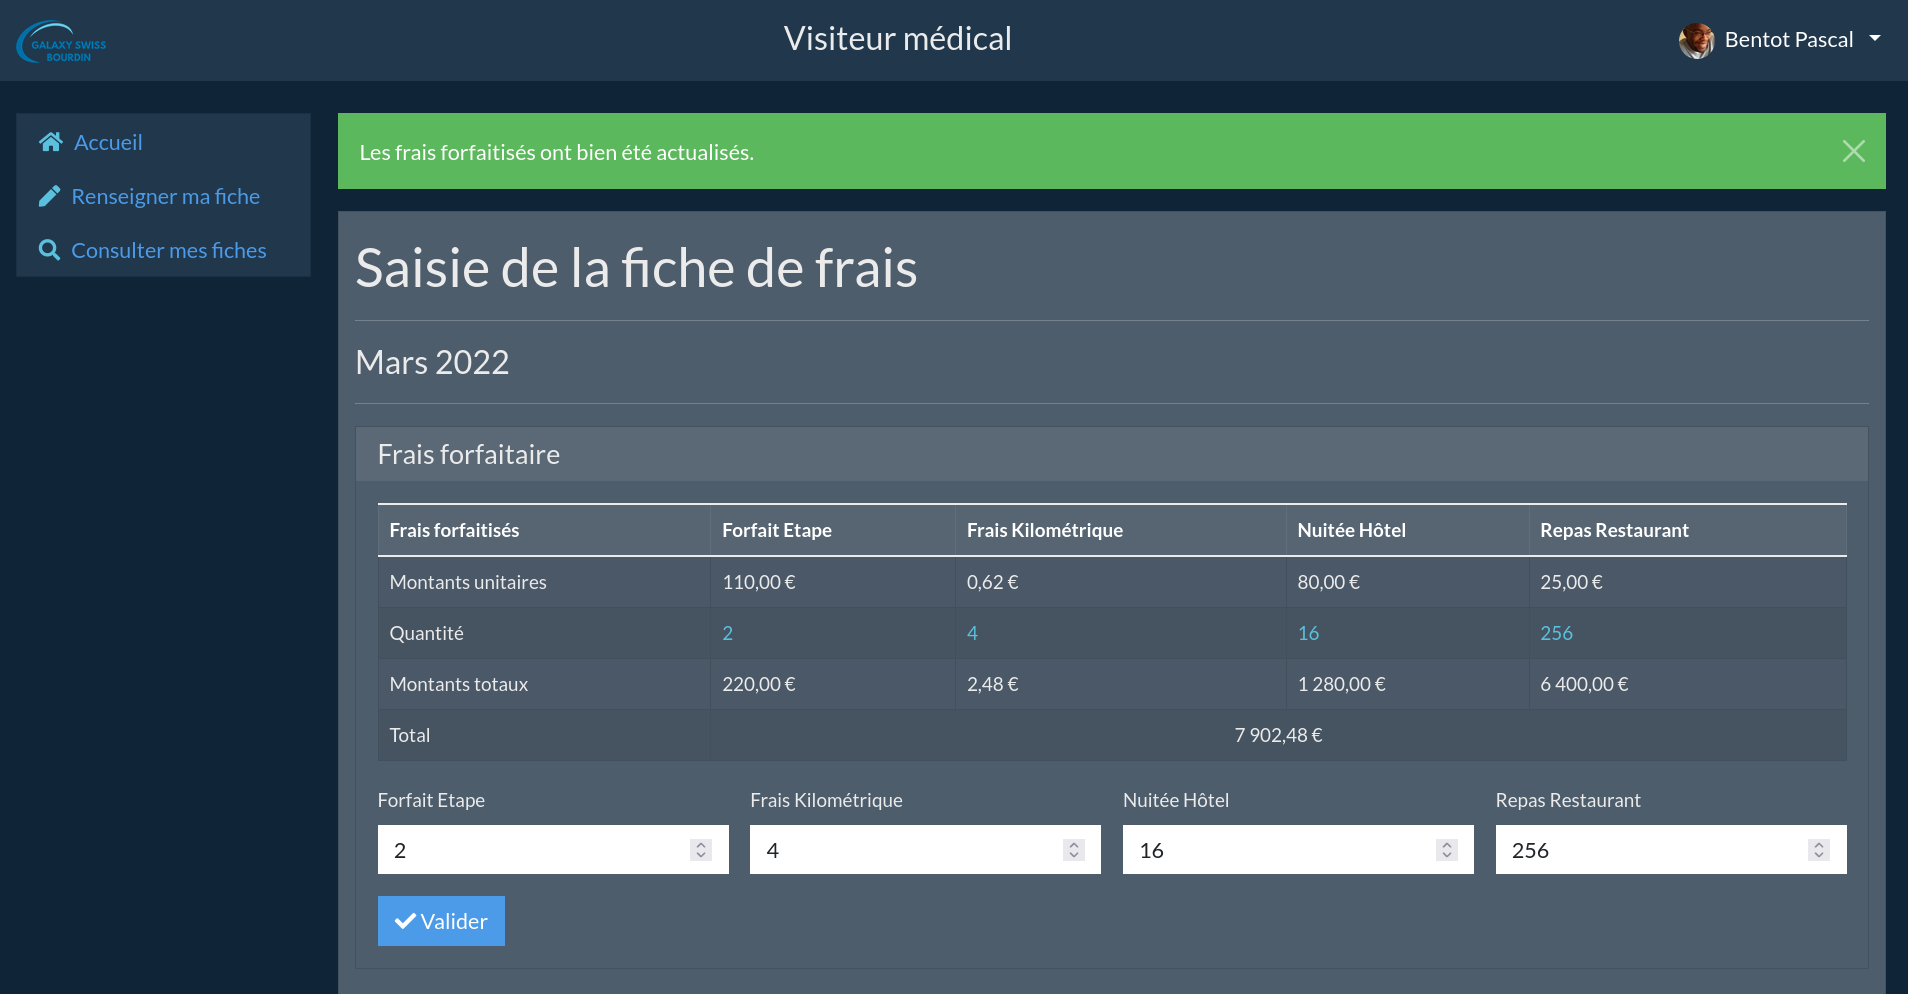 GALAXY SWISS
BOURDIN
Visiteur médical
Bentot Pascal
Accueil
Renseigner ma fiche
Consulter mes fiches
Les frais forfaitisés ont bien été actualisés.
Saisie de la fiche de frais
Mars 2022
Frais forfaitaire
Frais forfaitisés Forfait Etape Frais Kilométrique Nuitée Hôtel Repas Restaurant
Montants unitaires 110,00 € 0,62 € 80,00 € 25,00 €
Quantité 2 4 16 256
Montants totaux 220,00 € 2,48 € 1 280,00 € 6 400,00 €
Total 7 902,48 €
Forfait Etape Frais Kilométrique Nuitée Hôtel Repas Restaurant
2 4 16 256
Valider